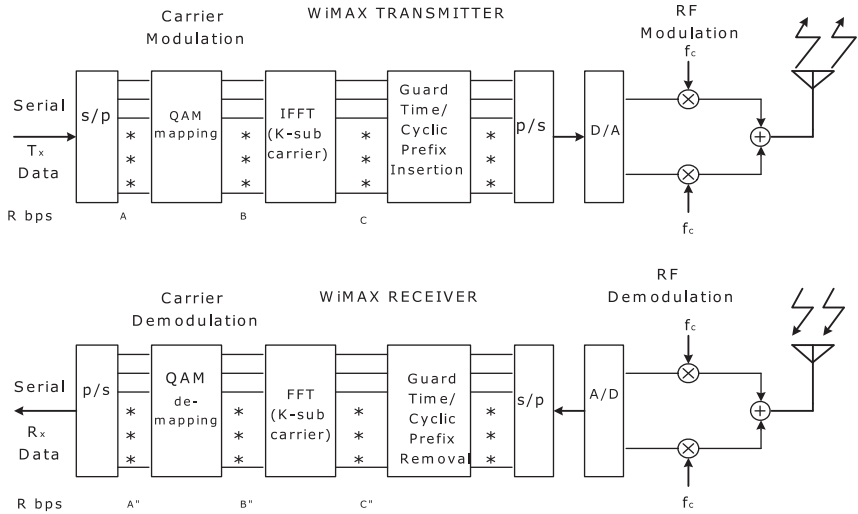 Carrier
Modulation
WiMAX TRANSMITTER
RF
Modulation
fc
Serial
Tx
Data
R bps
s/p
* * *
A
QAM
mapping
* * *
B
IFFT
(K-sub
carrier)
* * *
C
Guard
Time/
Cyclic
Prefix
Insertion
* * *
p/s
D/A
×
×
+
fc
Carrier
Demodulation
WiMAX RECEIVER
RF
Demodulation
fc
Serial
Rx
Data
R bps
p/s
* * *
A"
QAM
de-
mapping
* * *
B"
FFT
(K-sub
carrier)
* * *
C"
Guard
Time/
Cyclic
Prefix
Removal
* * *
s/p
A/D
×
×
+
fc